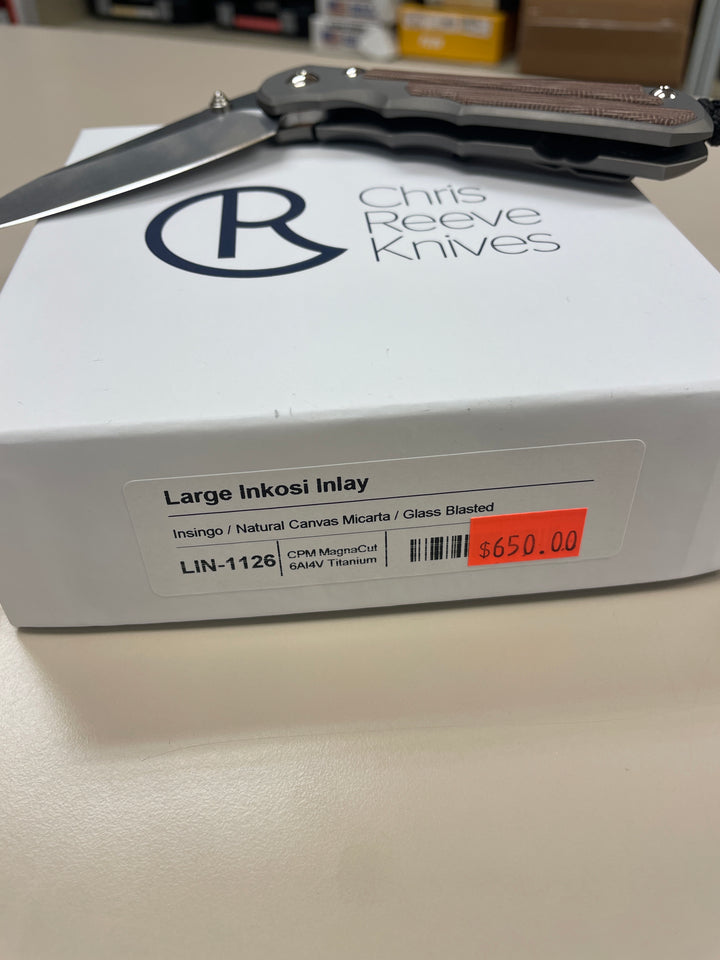 Chris
Reeve
Knives
Large Inkosi Inlay
Insingo / Natural Canvas Micarta / Glass Blasted
LIN-1126
CPM MagnaCut
6Al4V Titanium
$650.00